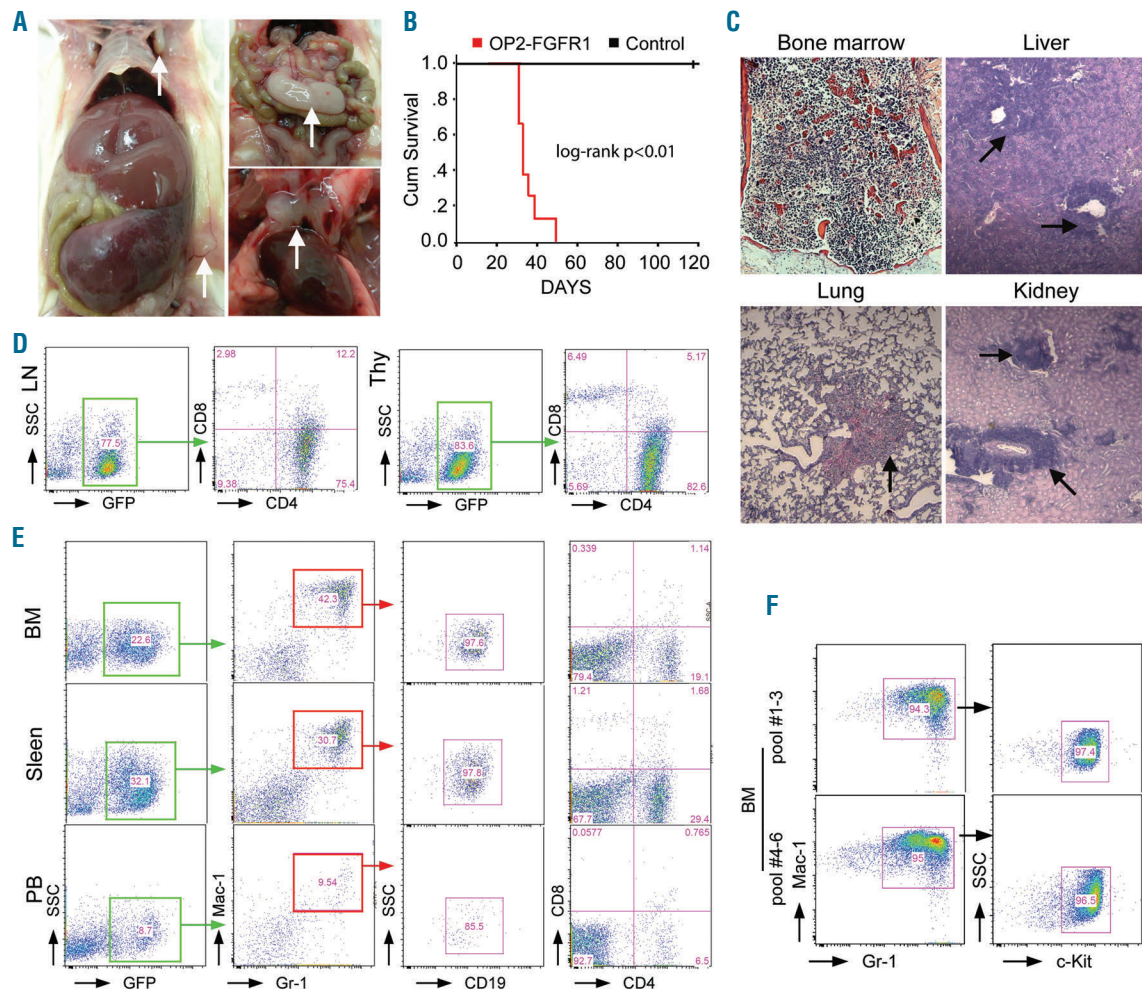 A
B
OP2-FGFR1 Control
1.0
.8
.6
.4
.2
0.0
Cum Survival
log-rank p<0.01
0 20 40 60 80 100 120
DAYS
C
Bone marrow Liver
Lung Kidney
D
LN
SSC
77.5
GFP
CD8
2.98 12.2
9.38 75.4
CD4
Thy
SSC
83.6
GFP
CD8
6.49 5.17
5.69 82.6
CD4
E
BM
22.6
42.3
97.6
0.339 1.14
79.4 19.1
SSC-A
Sleen
32.1
30.7
97.8
1.21 1.68
67.7 29.4
PB
SSC
8.7
Mac-1
9.54
SSC
85.5
CD8
0.0577 0.765
92.7 6.5
GFP Gr-1 CD19 CD4
F
BM
pool #1-3
94.3
97.4
pool #4-6
Mac-1
95
SSC
96.5
Gr-1 c-Kit